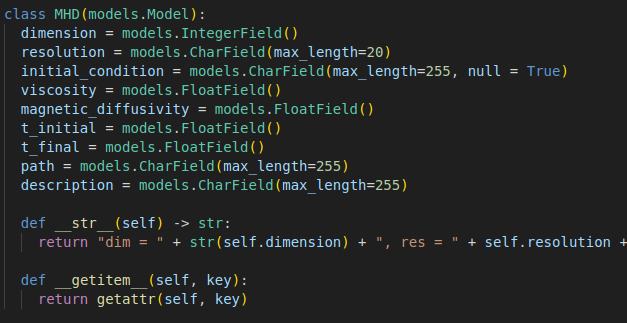 class MHD(models.Model):
  dimension = models.IntegerField()
  resolution = models.CharField(max_length=20)
  initial_condition = models.CharField(max_length=255, null = True)
  viscosity = models.FloatField()
  magnetic_diffusivity = models.FloatField()
  t_initial = models.FloatField()
  t_final = models.FloatField()
  path = models.CharField(max_length=255)
  description = models.CharField(max_length=255)

  def __str__(self) -> str:
    return "dim = " + str(self.dimension) + ", res = " + self.resolution +

  def __getitem__(self, key):
    return getattr(self, key)